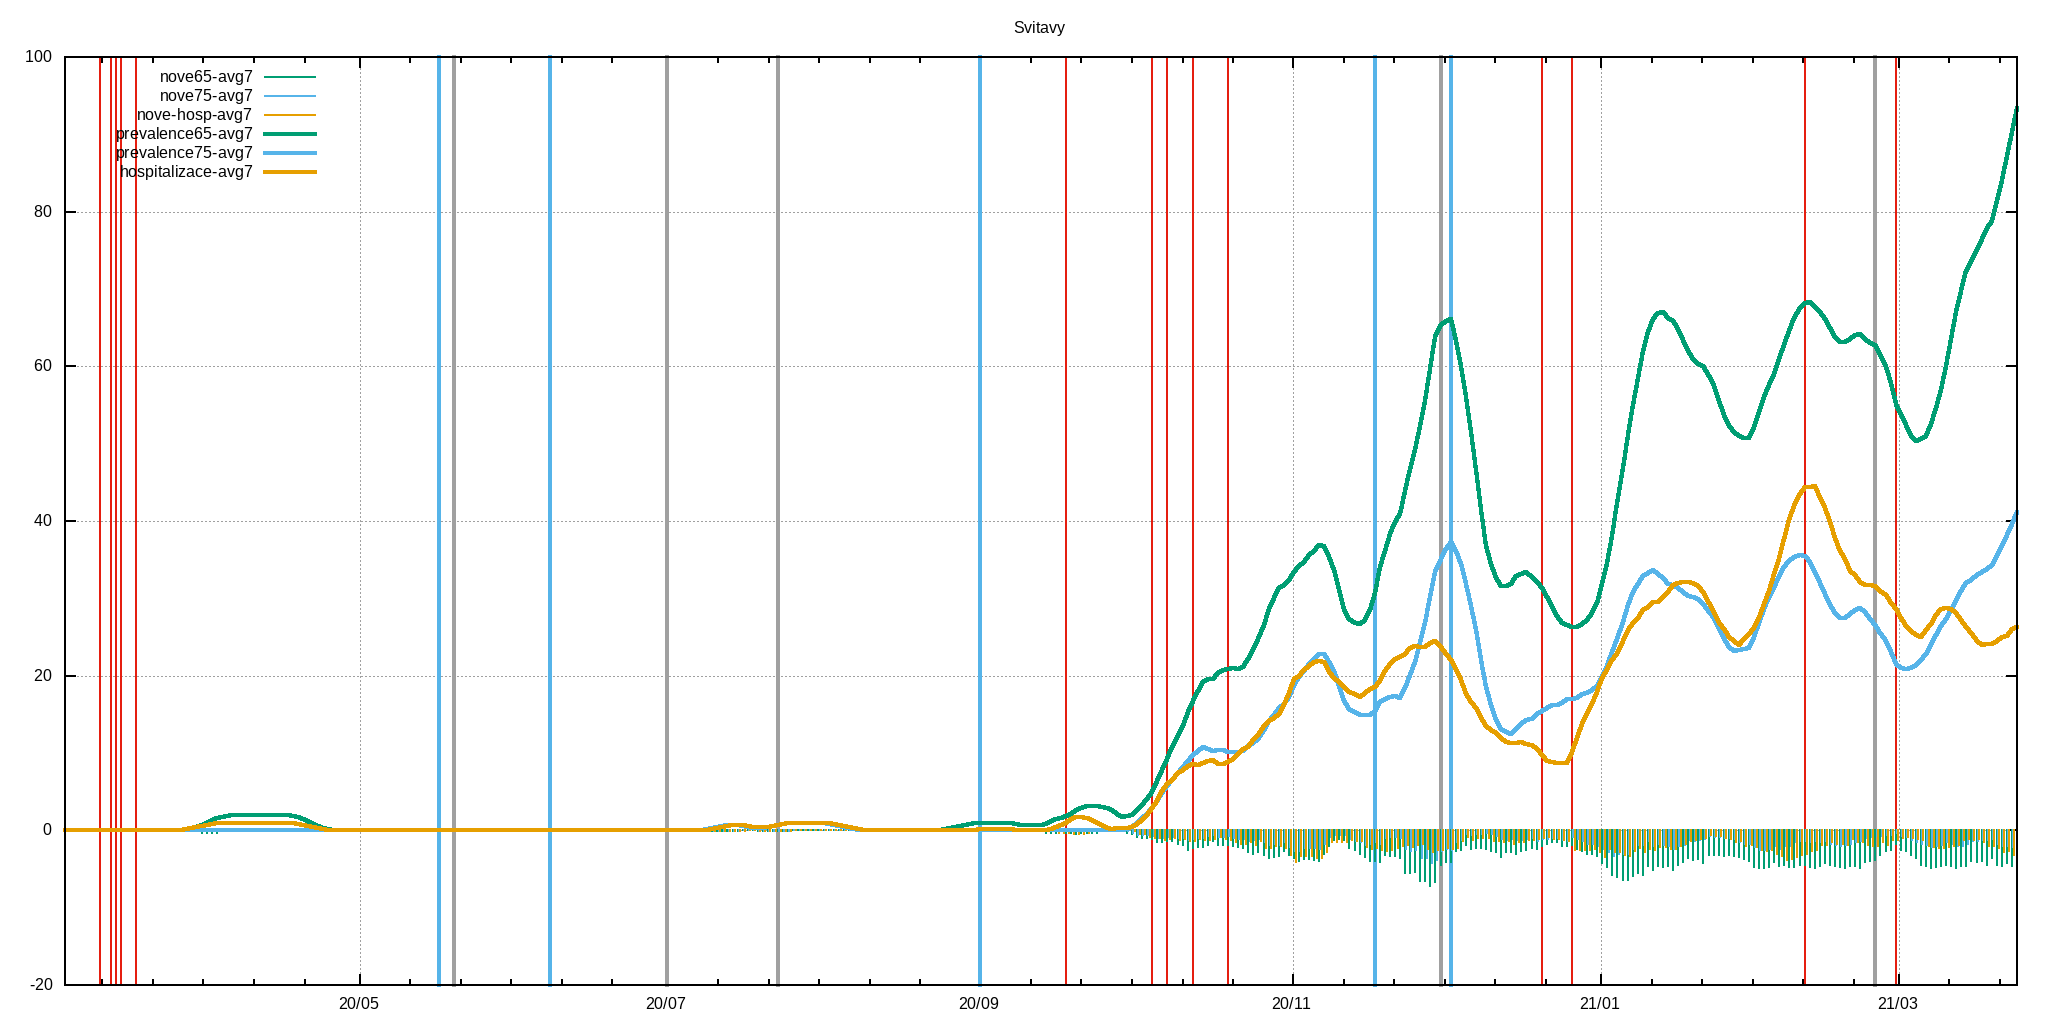 Svitavy
100
80
60
40
20
0
-20
nove65-avg7
nove75-avg7
nove-hosp-avg7
prevalence65-avg7
prevalence75-avg7
hospitalizace-avg7
20/05
20/07
20/09
20/11
21/01
21/03